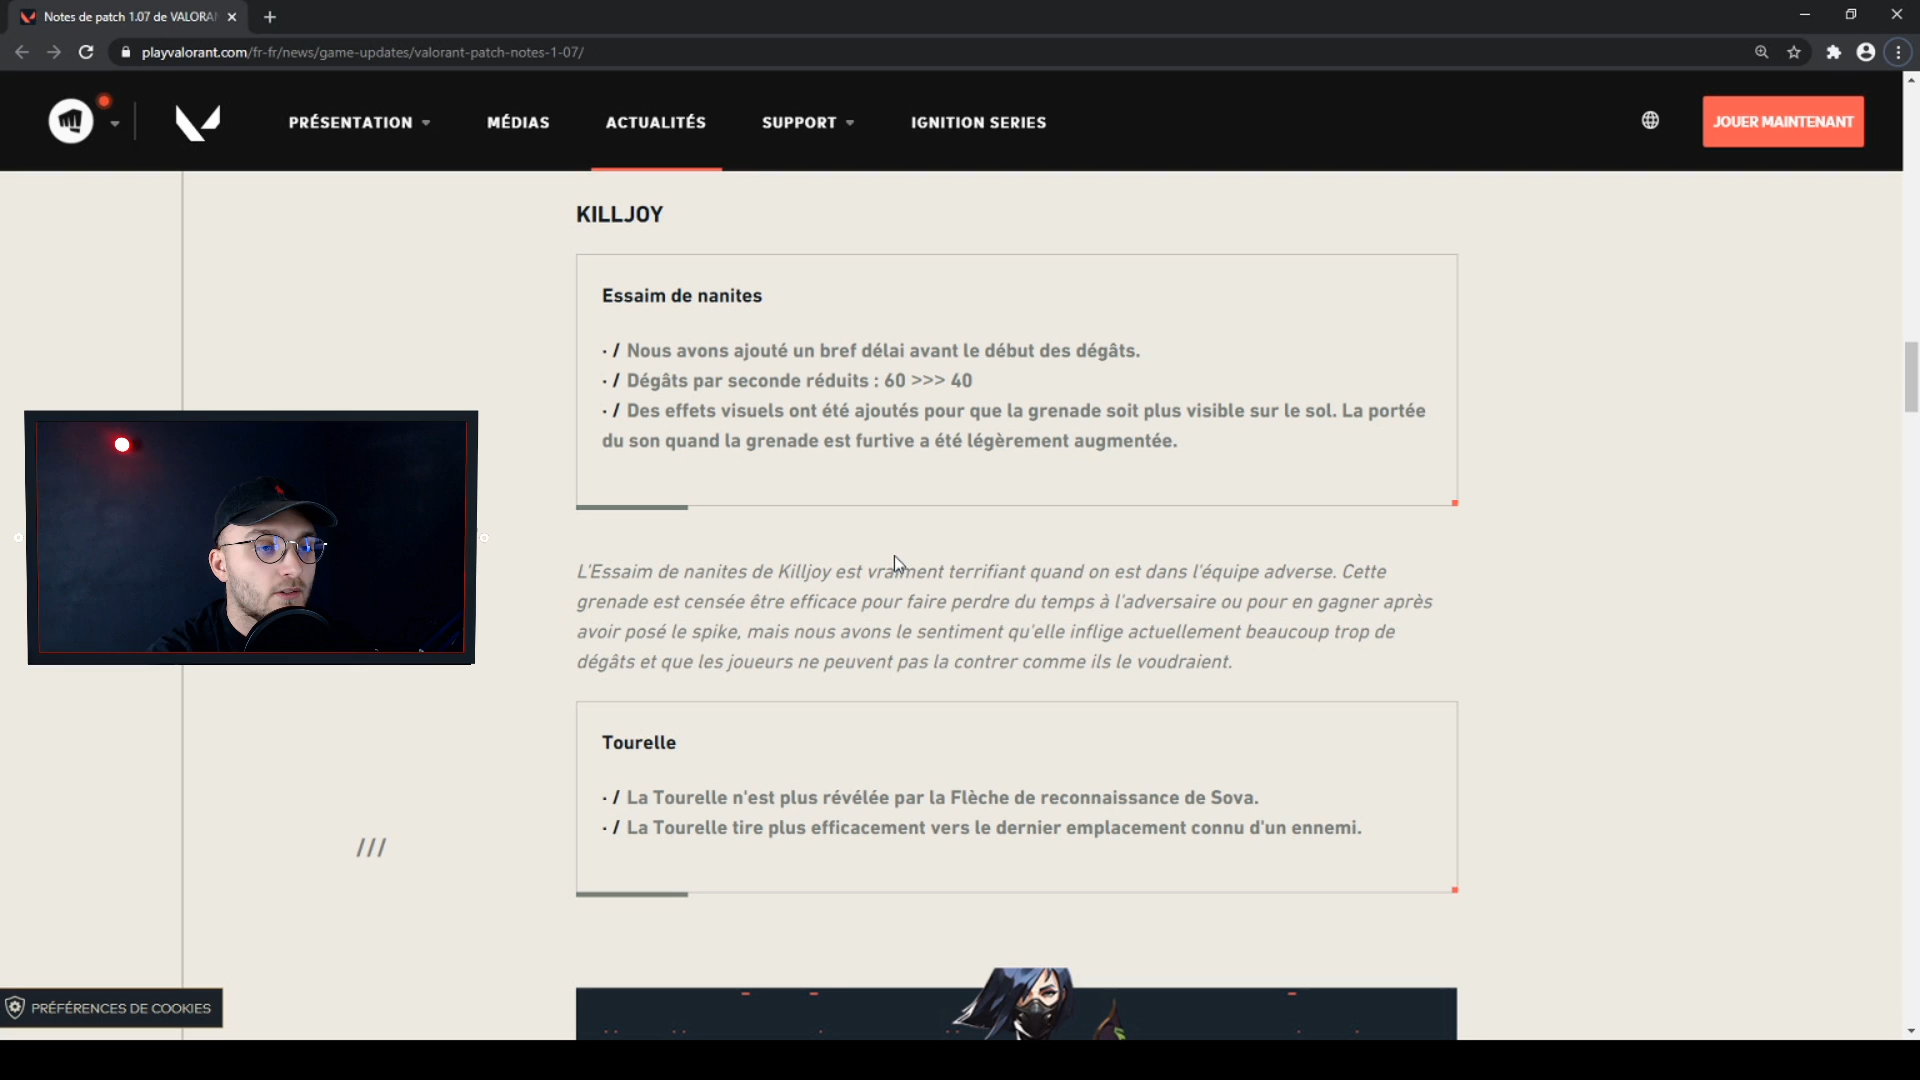 Notes de patch 1.07 de VALORAN
playvalorant.com/fr-fr/news/game-updates/valorant-patch-notes-1-07/
PRÉSENTATION
MÉDIAS
ACTUALITÉS
SUPPORT
IGNITION SERIES
JOUER MAINTENANT
KILLJOY
Essaim de nanites
· / Nous avons ajouté un bref délai avant le début des dégâts.
· / Dégâts par seconde réduits : 60 >>> 40
· / Des effets visuels ont été ajoutés pour que la grenade soit plus visible sur le sol. La portée
du son quand la grenade est furtive a été légèrement augmentée.
L'Essaim de nanites de Killjoy est vraiment terrifiant quand on est dans l'équipe adverse. Cette
grenade est censée être efficace pour faire perdre du temps à l'adversaire ou pour en gagner après
avoir posé le spike, mais nous avons le sentiment qu'elle inflige actuellement beaucoup trop de
dégâts et que les joueurs ne peuvent pas la contrer comme ils le voudraient.
Tourelle
· / La Tourelle n'est plus révélée par la Flèche de reconnaissance de Sova.
· / La Tourelle tire plus efficacement vers le dernier emplacement connu d'un ennemi.
///
PRÉFÉRENCES DE COOKIES